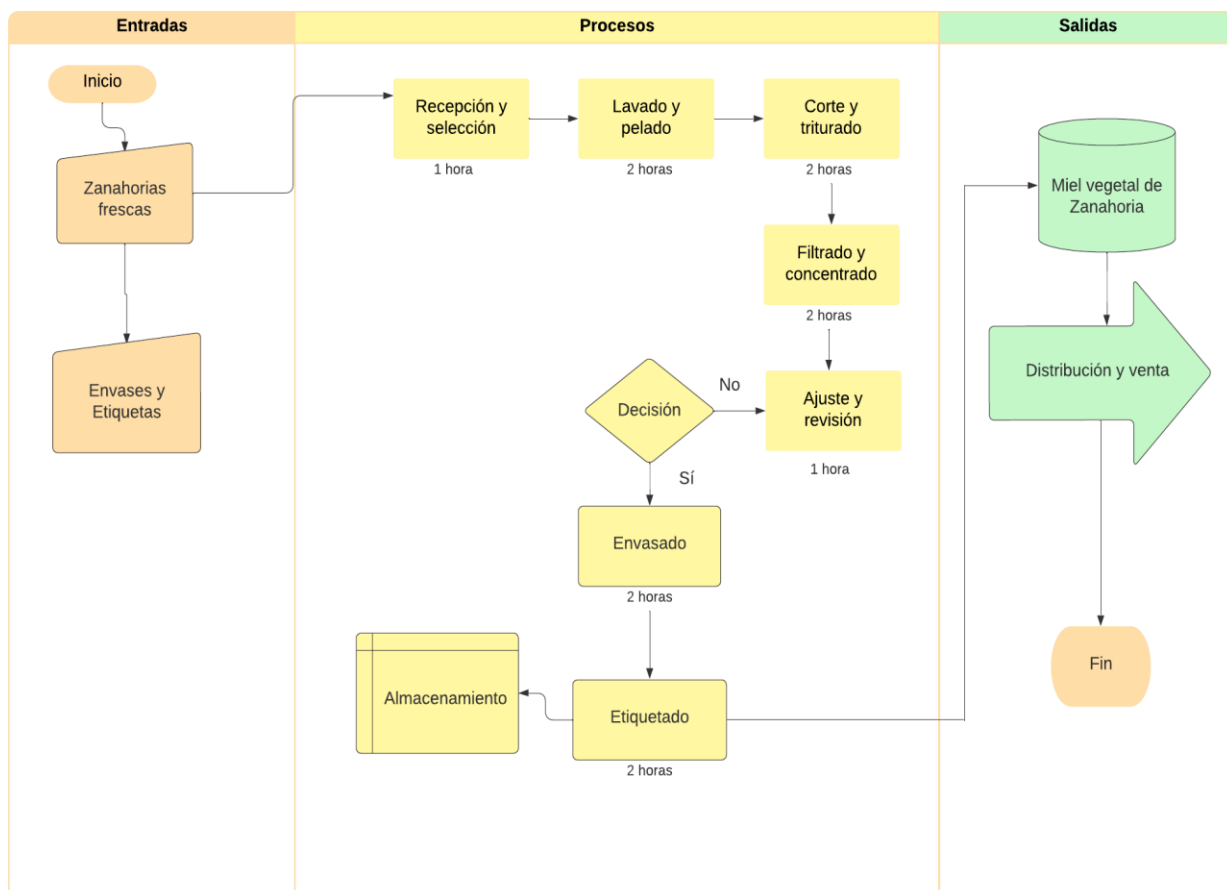 Entradas
Procesos
Salidas
Inicio
Zanahorias
frescas
Envases y
Etiquetas
Recepción y
selección
1 hora
Lavado y
pelado
2 horas
Corte y
triturado
2 horas
Filtrado y
concentrado
2 horas
Ajuste y
revisión
1 hora
Decisión
No
Sí
Envasado
2 horas
Etiquetado
2 horas
Almacenamiento
Miel vegetal de
Zanahoria
Distribución y venta
Fin